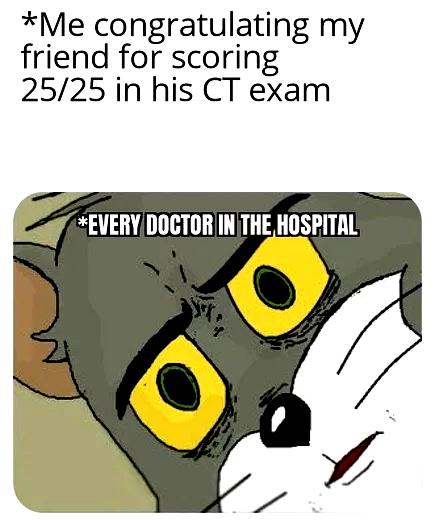 *Me congratulating my
friend for scoring
25/25 in his CT exam
*EVERY DOCTOR IN THE HOSPITAL